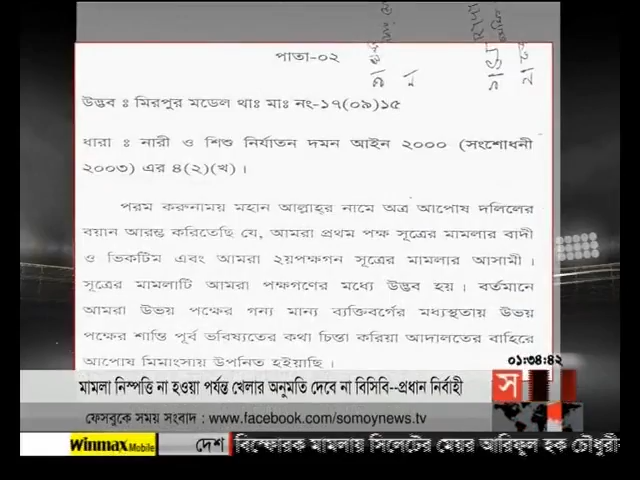 পাতা-০২
উদ্ভব : মিরপুর মডেল থাঃ মাঃ নং-১৭(০৯)১৫
ধারা : নারী ও শিশু নির্যাতন দমন আইন ২০০০ (সংশোধনী
২০০৩) এর ৪(২)(খ)।
পরম করুনাময় মহান আল্লাহ্‌র নামে অত্র আপোষ দলিলের
বয়ান আরম্ভ করিতেছি যে, আমরা প্রথম পক্ষ সূত্রের মামলার বাদী
ও ভিকটিম এবং আমরা ২য়পক্ষগন সূত্রের মামলার আসামী।
সূত্রের মামলাটি আমরা পক্ষগণের মধ্যে উদ্ভব হয়। বর্তমানে
আমরা উভয় পক্ষের গন্য মান্য ব্যক্তিবর্গের মধ্যস্থতায় উভয়
পক্ষের শান্তি পূর্ব ভবিষ্যতের কথা চিন্তা করিয়া আদালতের বাহিরে
আপোষ মিমাংসায় উপনিত হইয়াছি।
০১:৩৪:৪২
মামলা নিস্পত্তি না হওয়া পর্যন্ত খেলার অনুমতি দেবে না বিসিবি--প্রধান নির্বাহী
স
ফেসবুকে সময় সংবাদ : www.facebook.com/somoynews.tv
Winmax Mobile
দেশ
বিস্ফোরক মামলায় সিলেটের মেয়র আরিফুল হক চৌধুরী